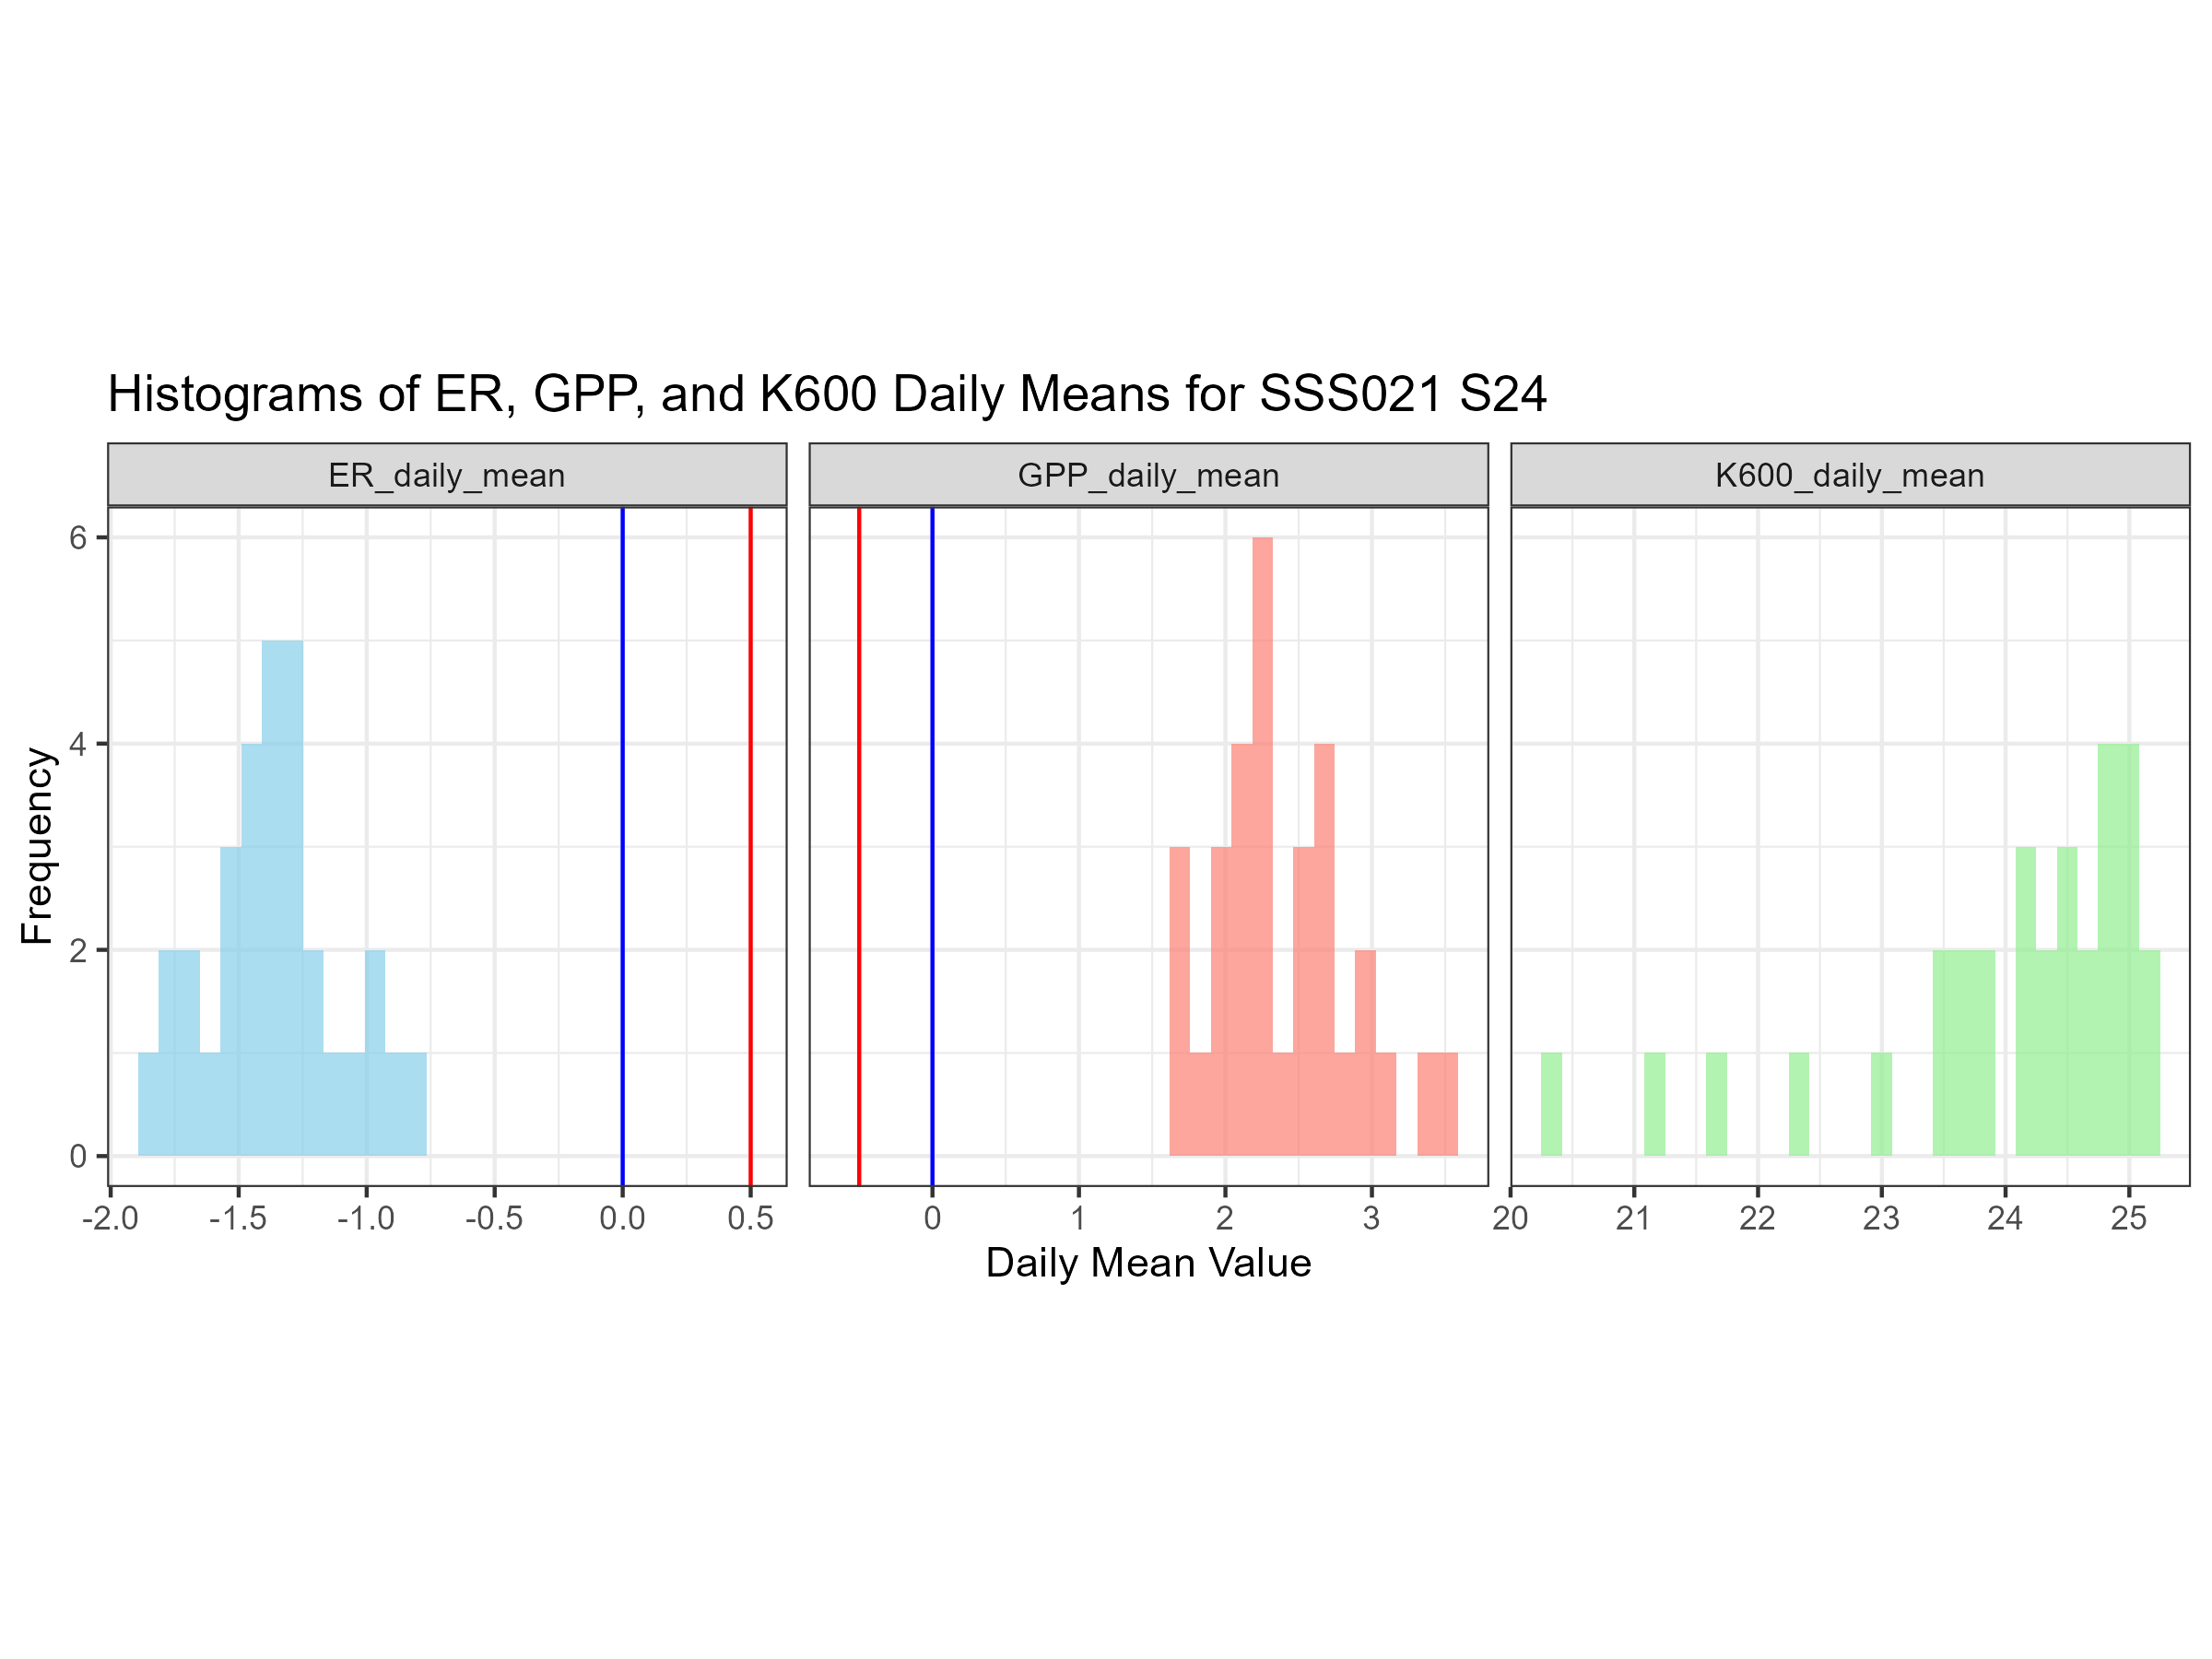 Histograms of ER, GPP, and K600 Daily Means for SSS021 S24
ER_daily_mean GPP_daily_mean K600_daily_mean
6
4
2
0
Frequency
-2.0 -1.5 -1.0 -0.5 0.0 0.5 0 1 2 3 20 21 22 23 24 25
Daily Mean Value